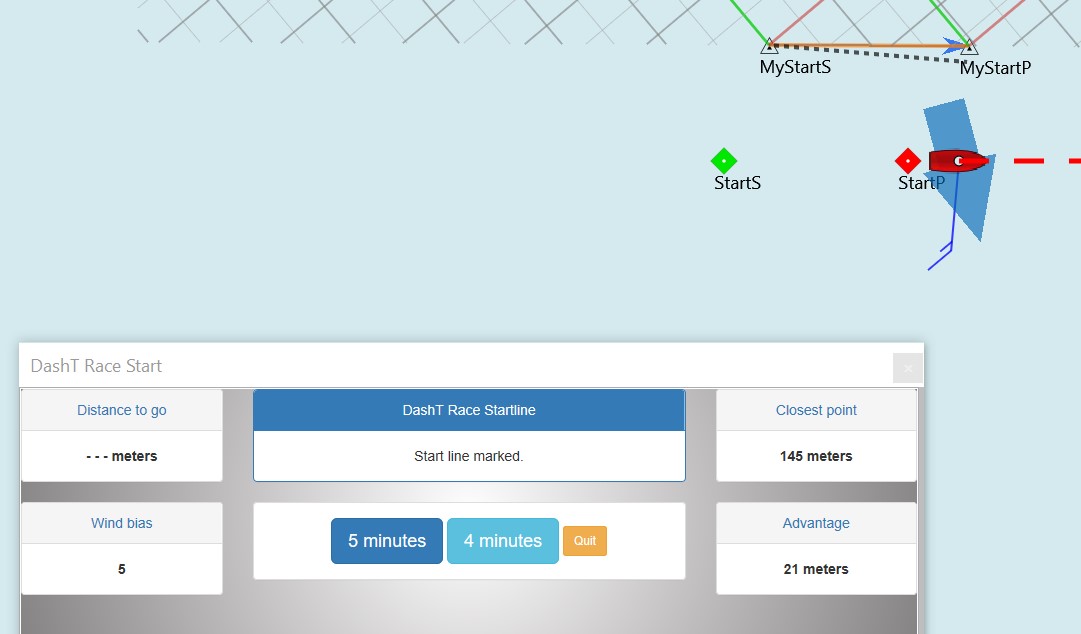 MyStartS
MyStartP
StartS
StartP
DashT Race Start
×
Distance to go
- - - meters
DashT Race Startline
Start line marked.
Closest point
145 meters
Wind bias
5
5 minutes
4 minutes
Quit
Advantage
21 meters